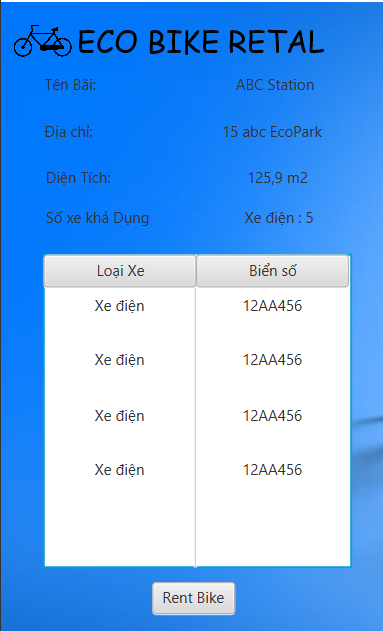 ECO BIKE RETAL
Tên Bãi: ABC Station
Địa chỉ: 15 abc EcoPark
Diện Tích: 125,9 m2
Số xe khả Dụng Xe điện : 5
Loại Xe Biển số
Xe điện 12AA456
Xe điện 12AA456
Xe điện 12AA456
Xe điện 12AA456
Rent Bike